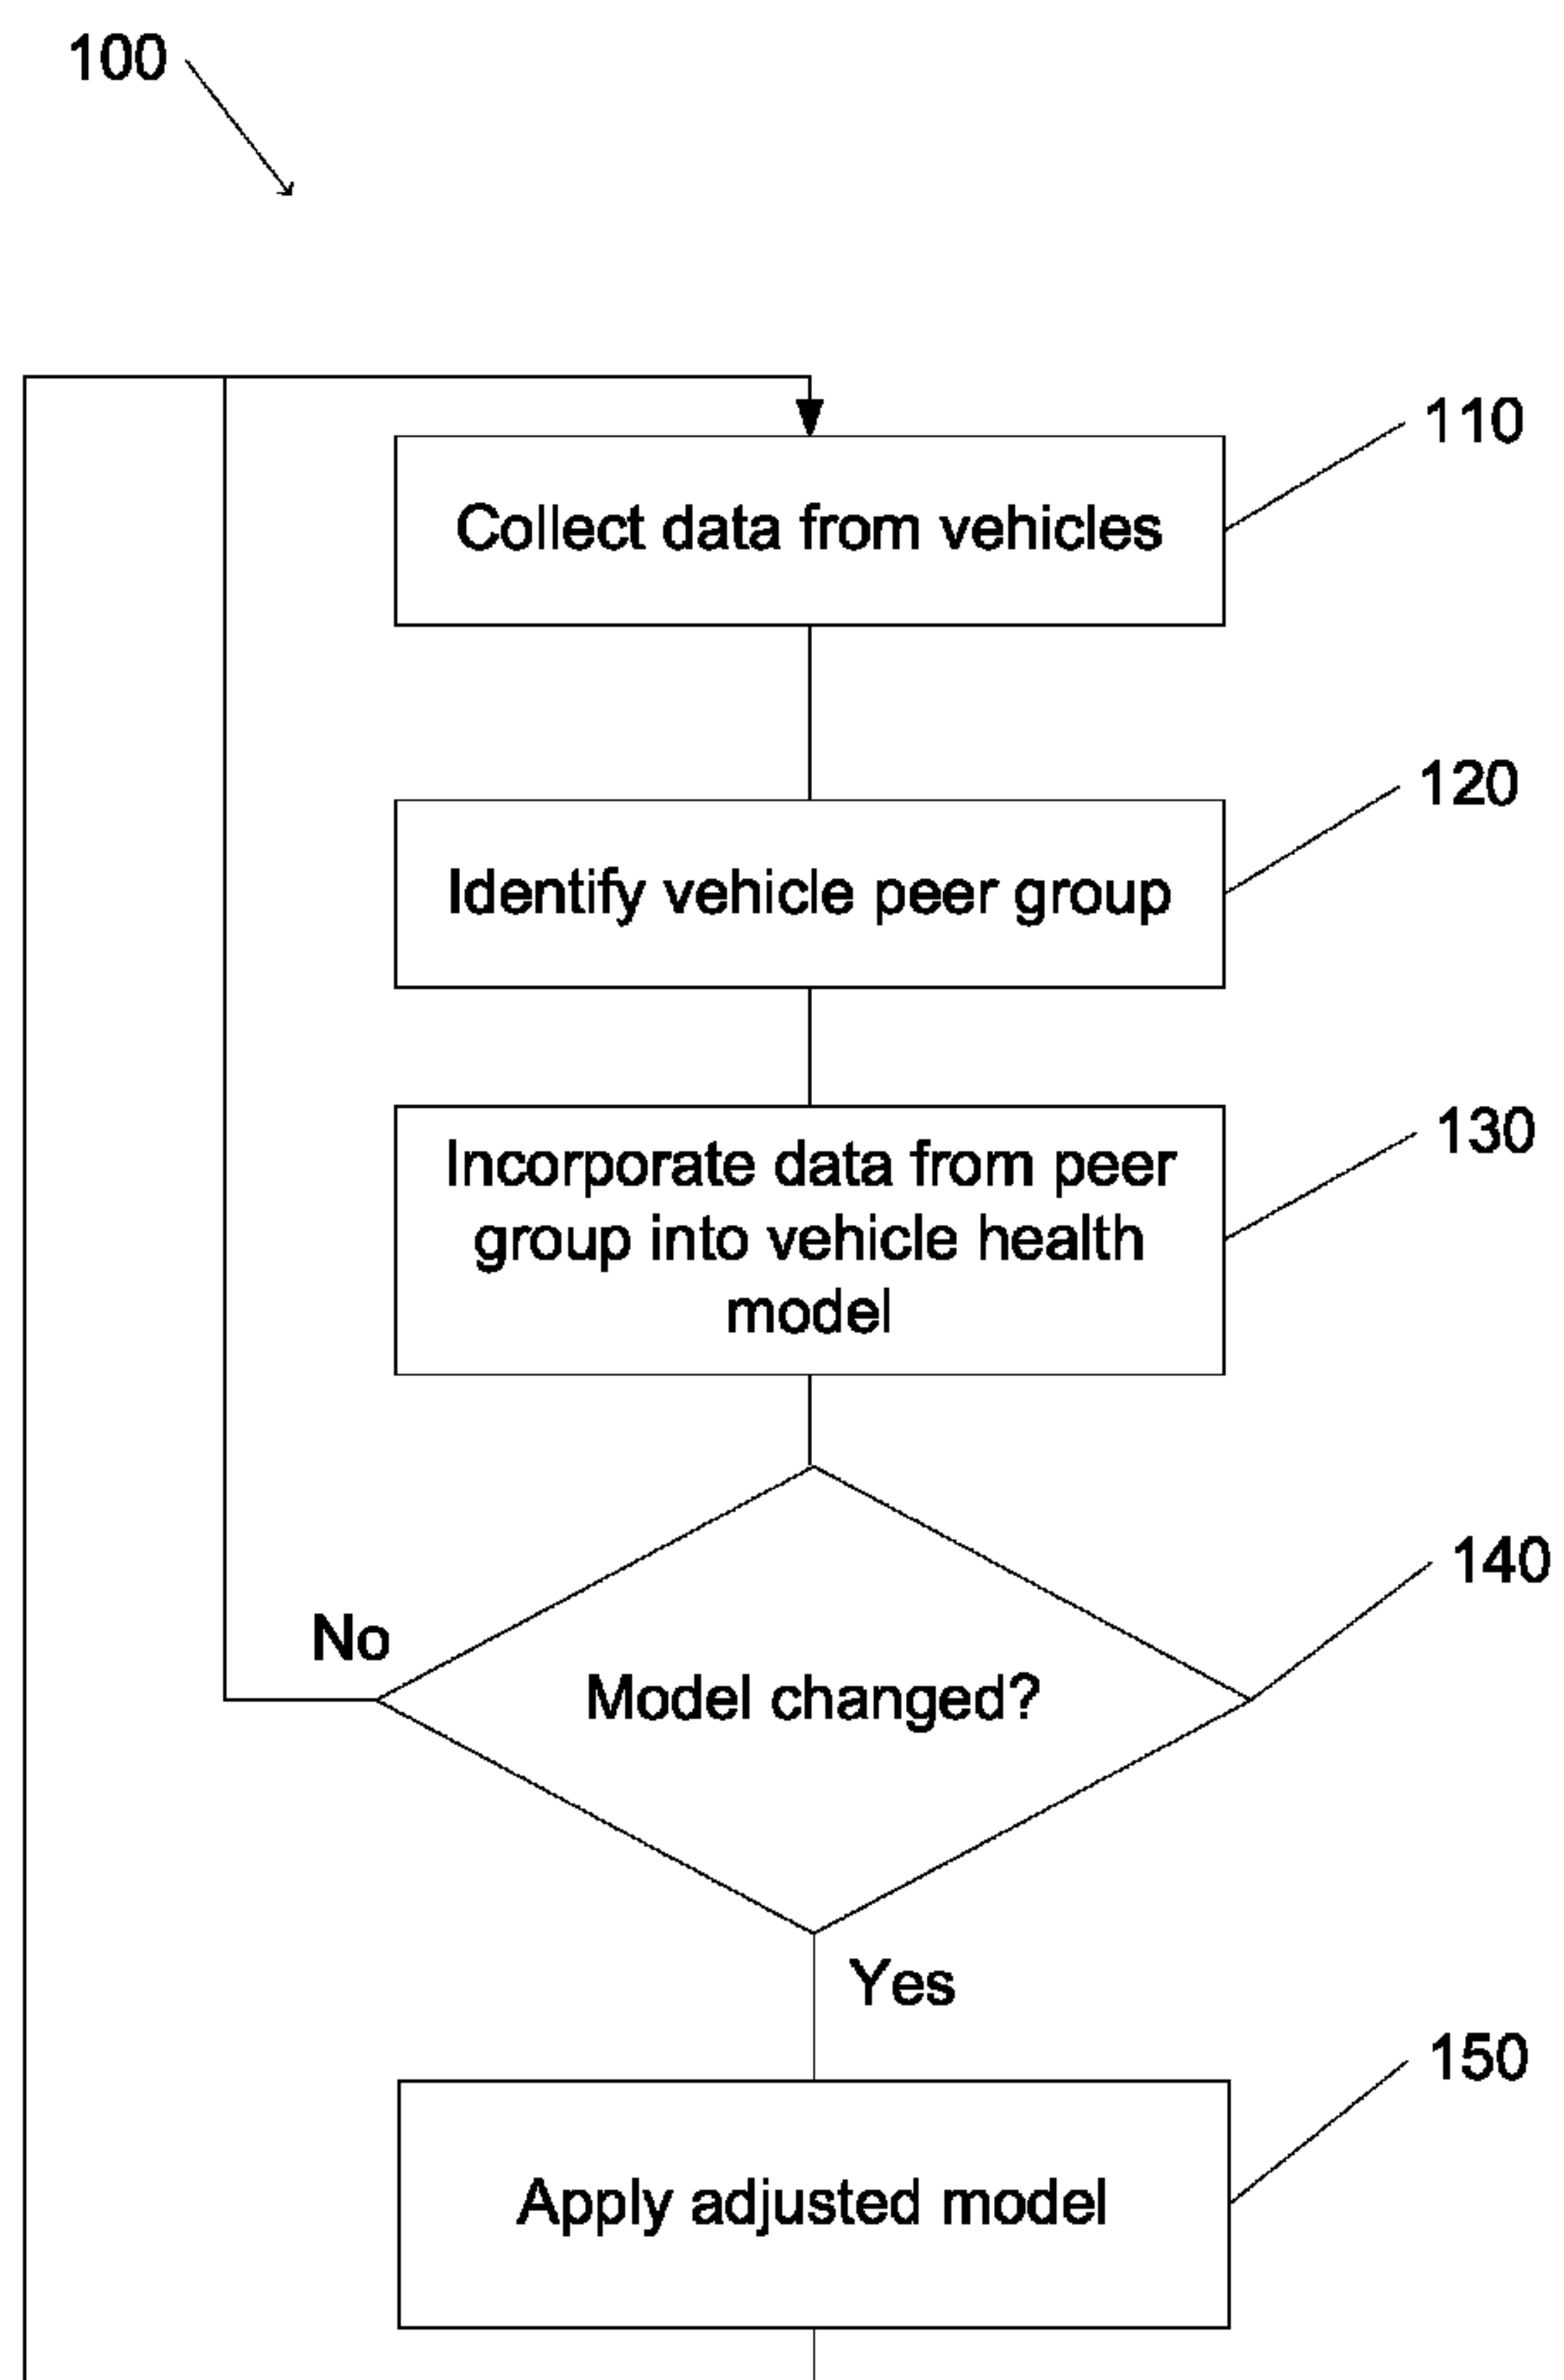 100
110
Collect data from vehicles
120
Identify vehicle peer group
130
Incorporate data from peer
group into vehicle health
model
140
No
Model changed?
Yes
150
Apply adjusted model